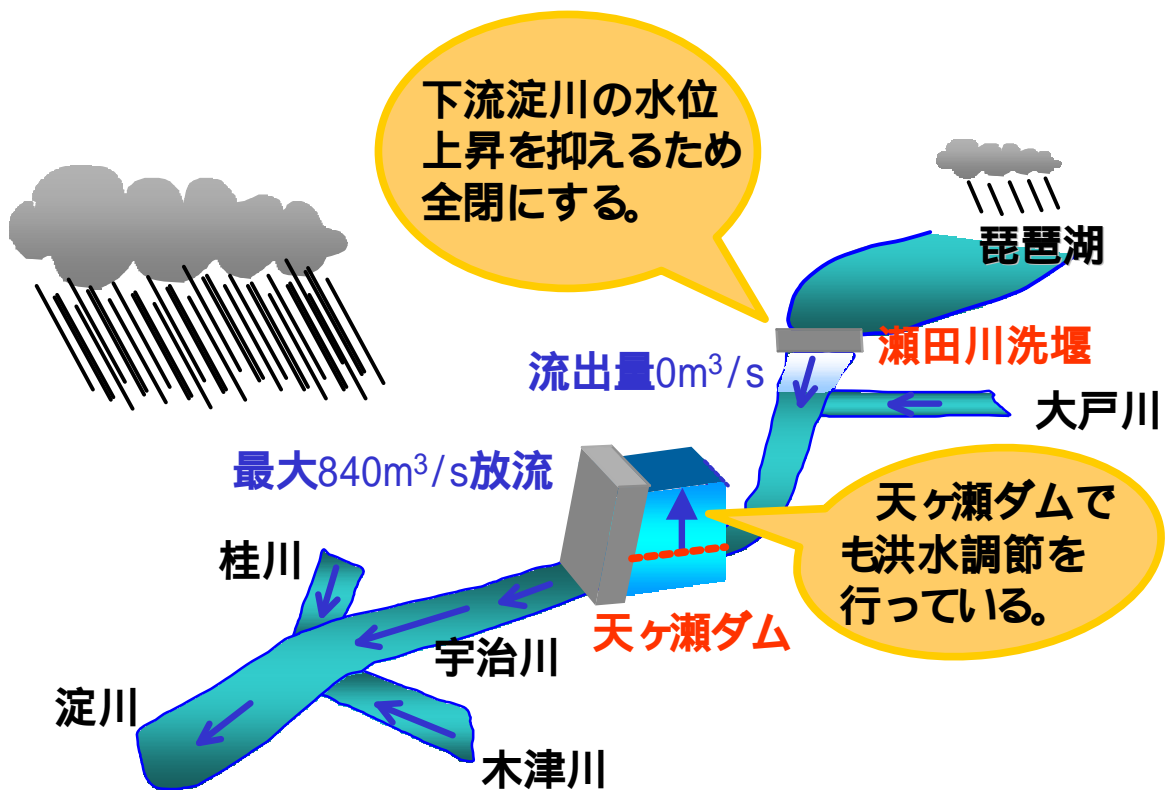 下流淀川の水位
上昇を抑えるため
全閉にする。
琵琶湖
瀬田川洗堰
流出量0m³/s
大戸川
最大840m³/s放流
天ヶ瀬ダムで
も洪水調節を
行っている。
桂川
天ヶ瀬ダム
宇治川
淀川
木津川